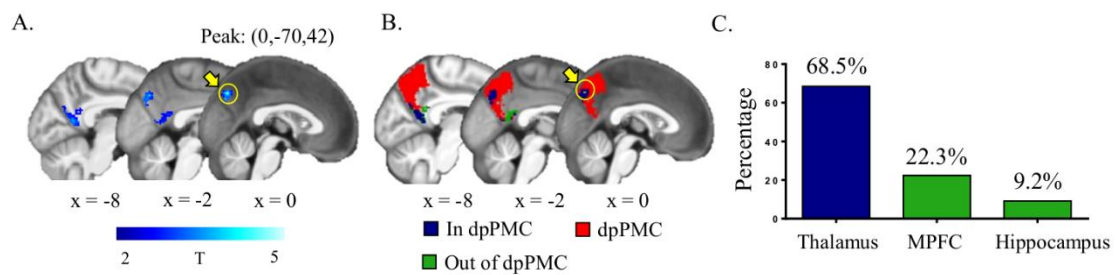 A.
Peak: (0,-70,42)
x = -8 x = -2 x = 0
2 T 5
B.
x = -8 x = -2 x = 0
In dpPMC dpPMC
Out of dpPMC
C.
Percentage
80
60
40
20
0
68.5%
22.3%
9.2%
Thalamus MPFC Hippocampus